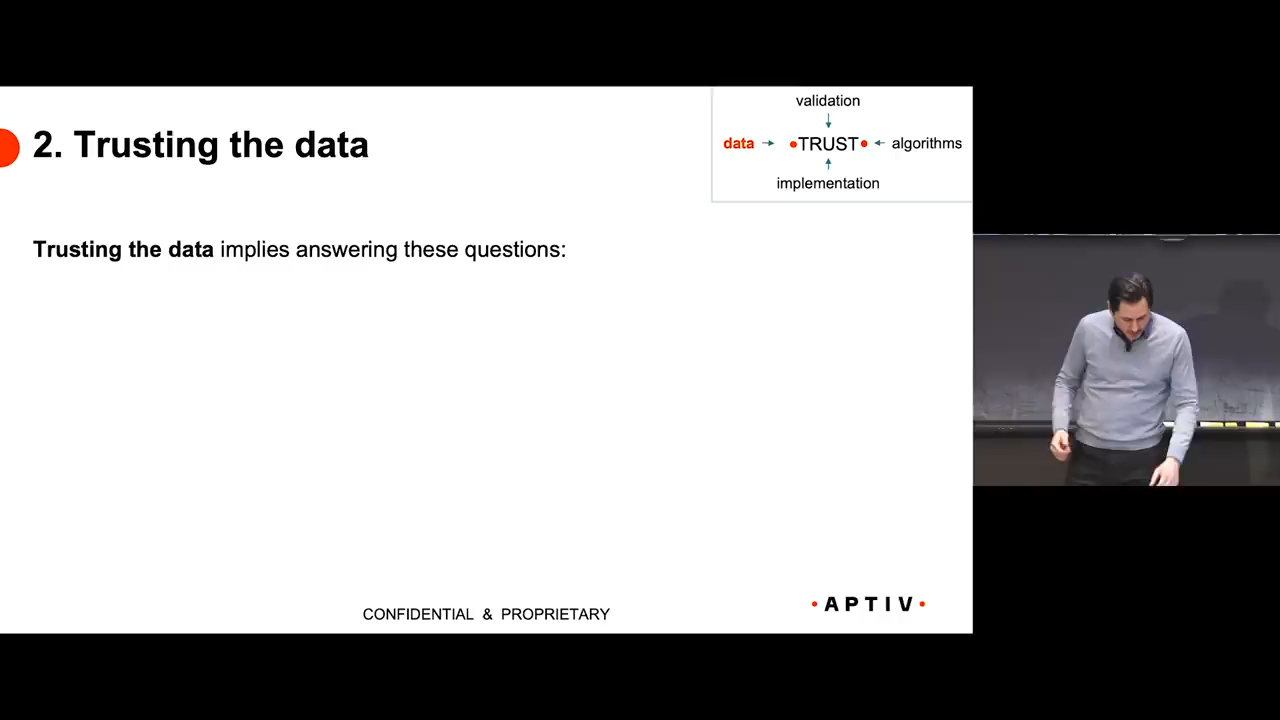 validation
2. Trusting the data
data
TRUST
algorithms
implementation
Trusting the data implies answering these questions:
CONFIDENTIAL & PROPRIETARY
APTIV